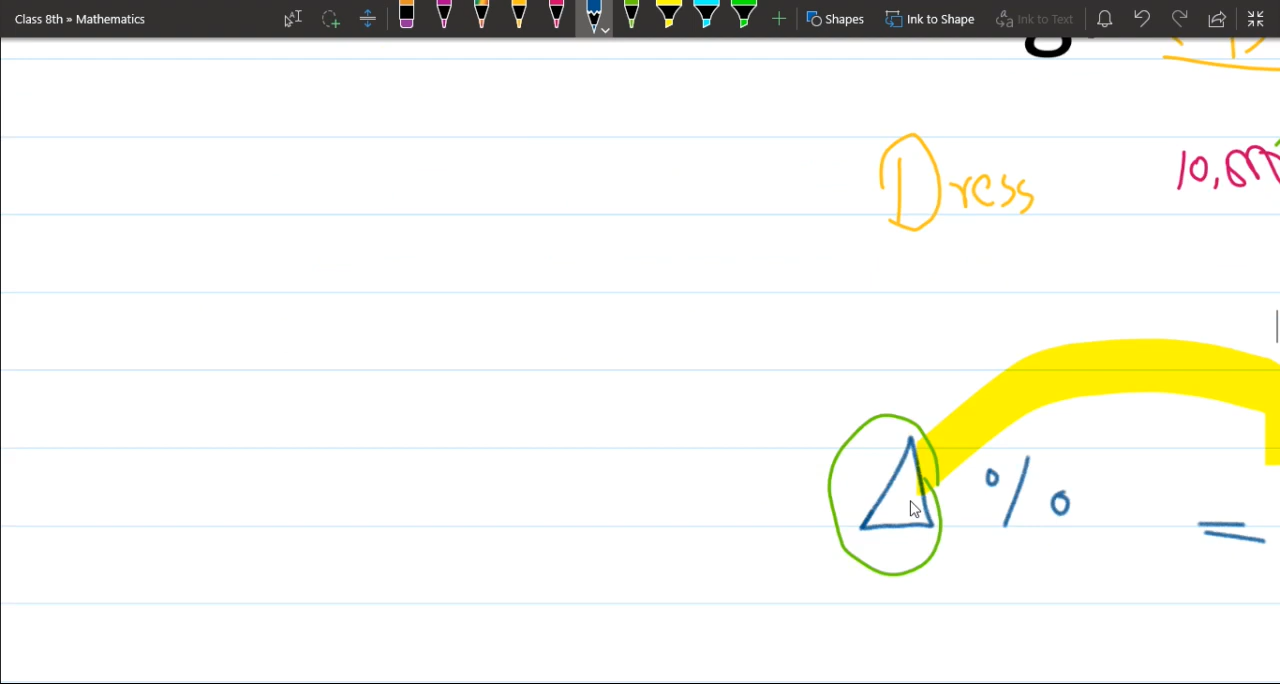 Class 8th » Mathematics Shapes Ink to Shape Ink to Text
Dress 10,
Δ % =